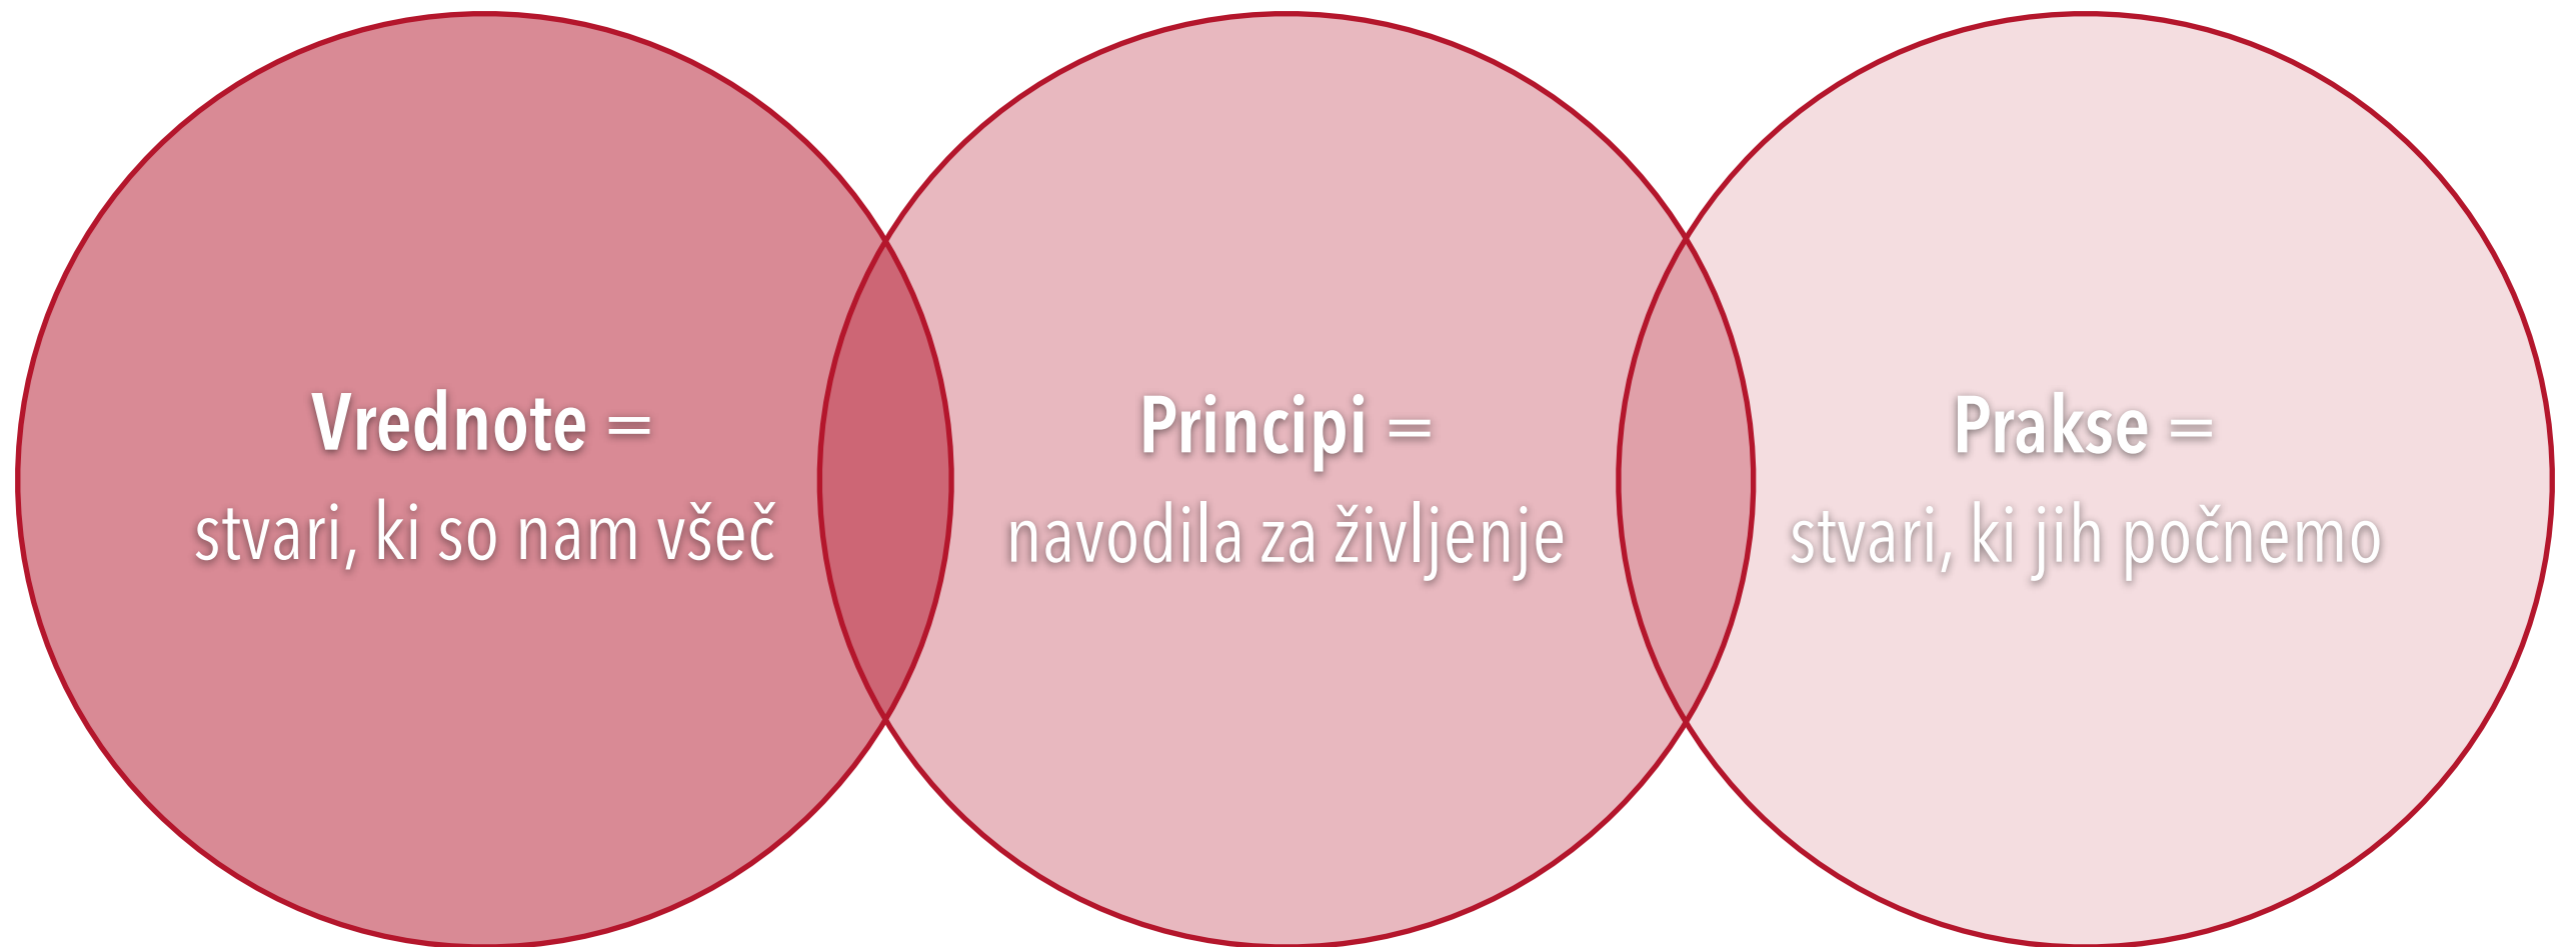 Vrednote =
stvari, ki so nam všeč
Principi =
navodila za življenje
Prakse =
stvari, ki jih počnemo